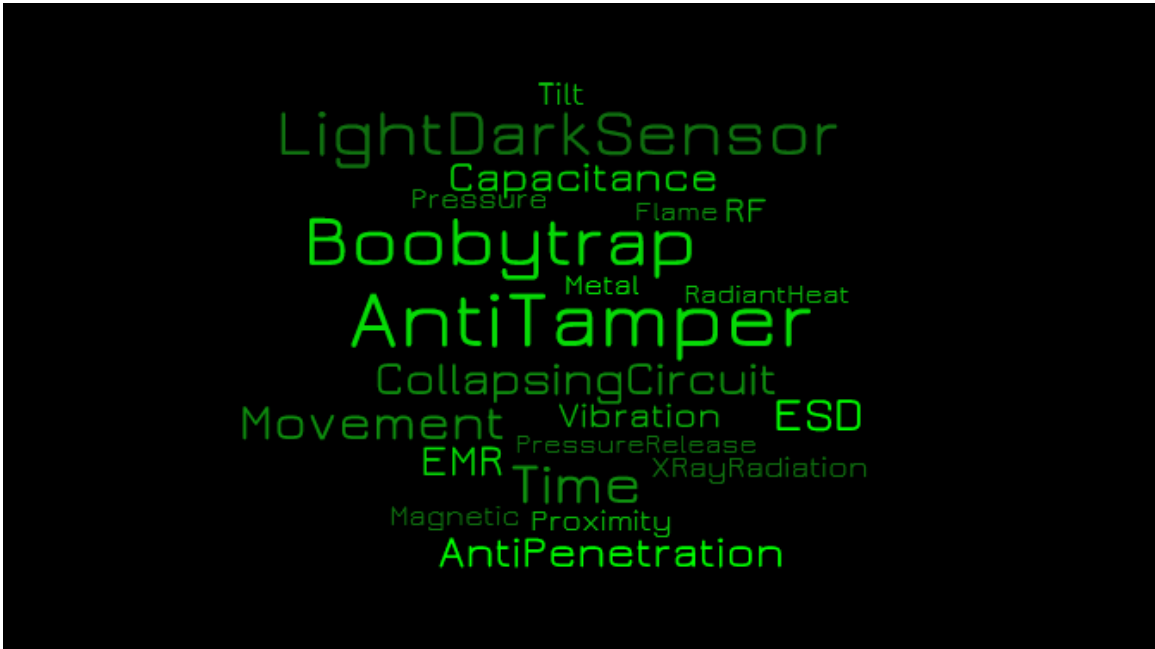 Tilt
LightDarkSensor
Capacitance
Pressure
Flame RF
Boobytrap
Metal
RadiantHeat
AntiTamper
CollapsingCircuit
Movement
Vibration
ESD
PressureRelease
EMR
XRayRadiation
Time
Magnetic
Proximity
AntiPenetration